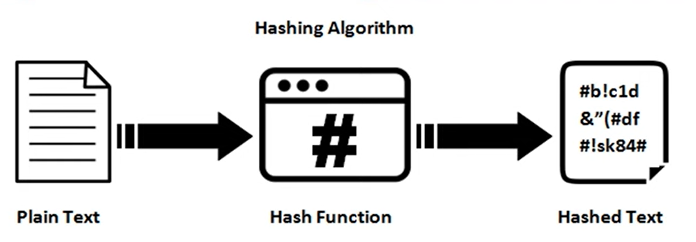 Hashing Algorithm
#
#b!c1d
&”(#df
#!sk84#
Plain Text
Hash Function
Hashed Text